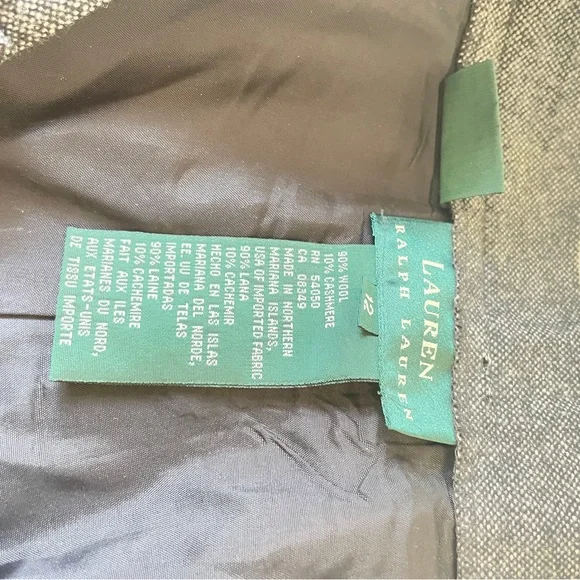 LAUREN
RALPH LAUREN
12
90% WOOL
10% CASHMERE
RN 54050
CA 08349
MADE IN NORTHERN
MARIANA ISLANDS,
USA OF IMPORTED FABRIC
90% LANA
10% CACHEMIR
HECHO EN LAS ISLAS
MARIANA DEL NORDE,
EE.UU DE TELAS
IMPORTADAS
90% LAINE
10% CACHEMIRE
FAIT AUX ILES
MARIANES DU NORD,
AUX ETATS-UNIS
DE TISSU IMPORTE